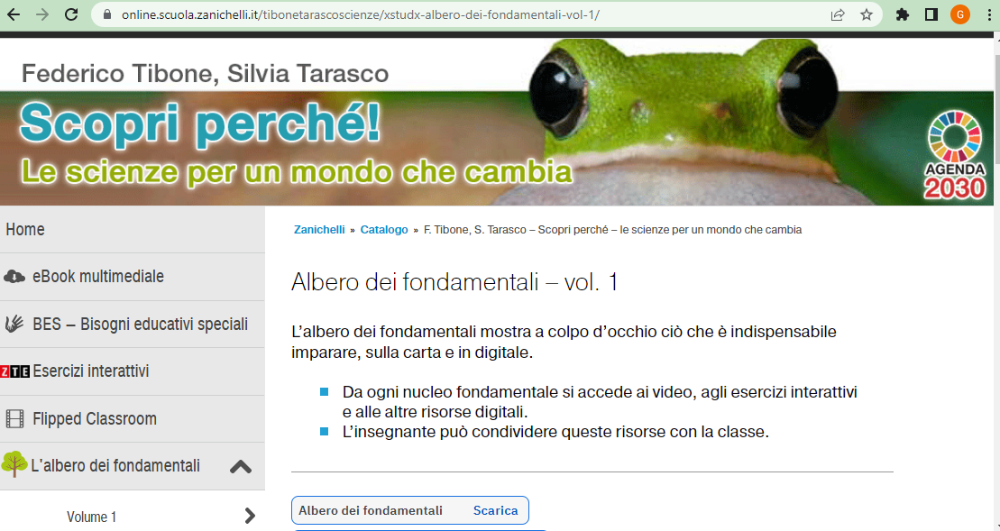 online.scuola.zanichelli.it/tibonetarascoscienze/xstudx-albero-dei-fondamentali-vol-1/
G
Federico Tibone, Silvia Tarasco
Scopri perché!
Le scienze per un mondo che cambia
AGENDA
2030
Home
eBook multimediale
BES – Bisogni educativi speciali
ZTE Esercizi interattivi
Flipped Classroom
L'albero dei fondamentali
Volume 1
Zanichelli » Catalogo » F. Tibone, S. Tarasco – Scopri perché – le scienze per un mondo che cambia
Albero dei fondamentali – vol. 1
L’albero dei fondamentali mostra a colpo d’occhio ciò che è indispensabile
imparare, sulla carta e in digitale.
Da ogni nucleo fondamentale si accede ai video, agli esercizi interattivi
e alle altre risorse digitali.
L’insegnante può condividere queste risorse con la classe.
Albero dei fondamentali Scarica